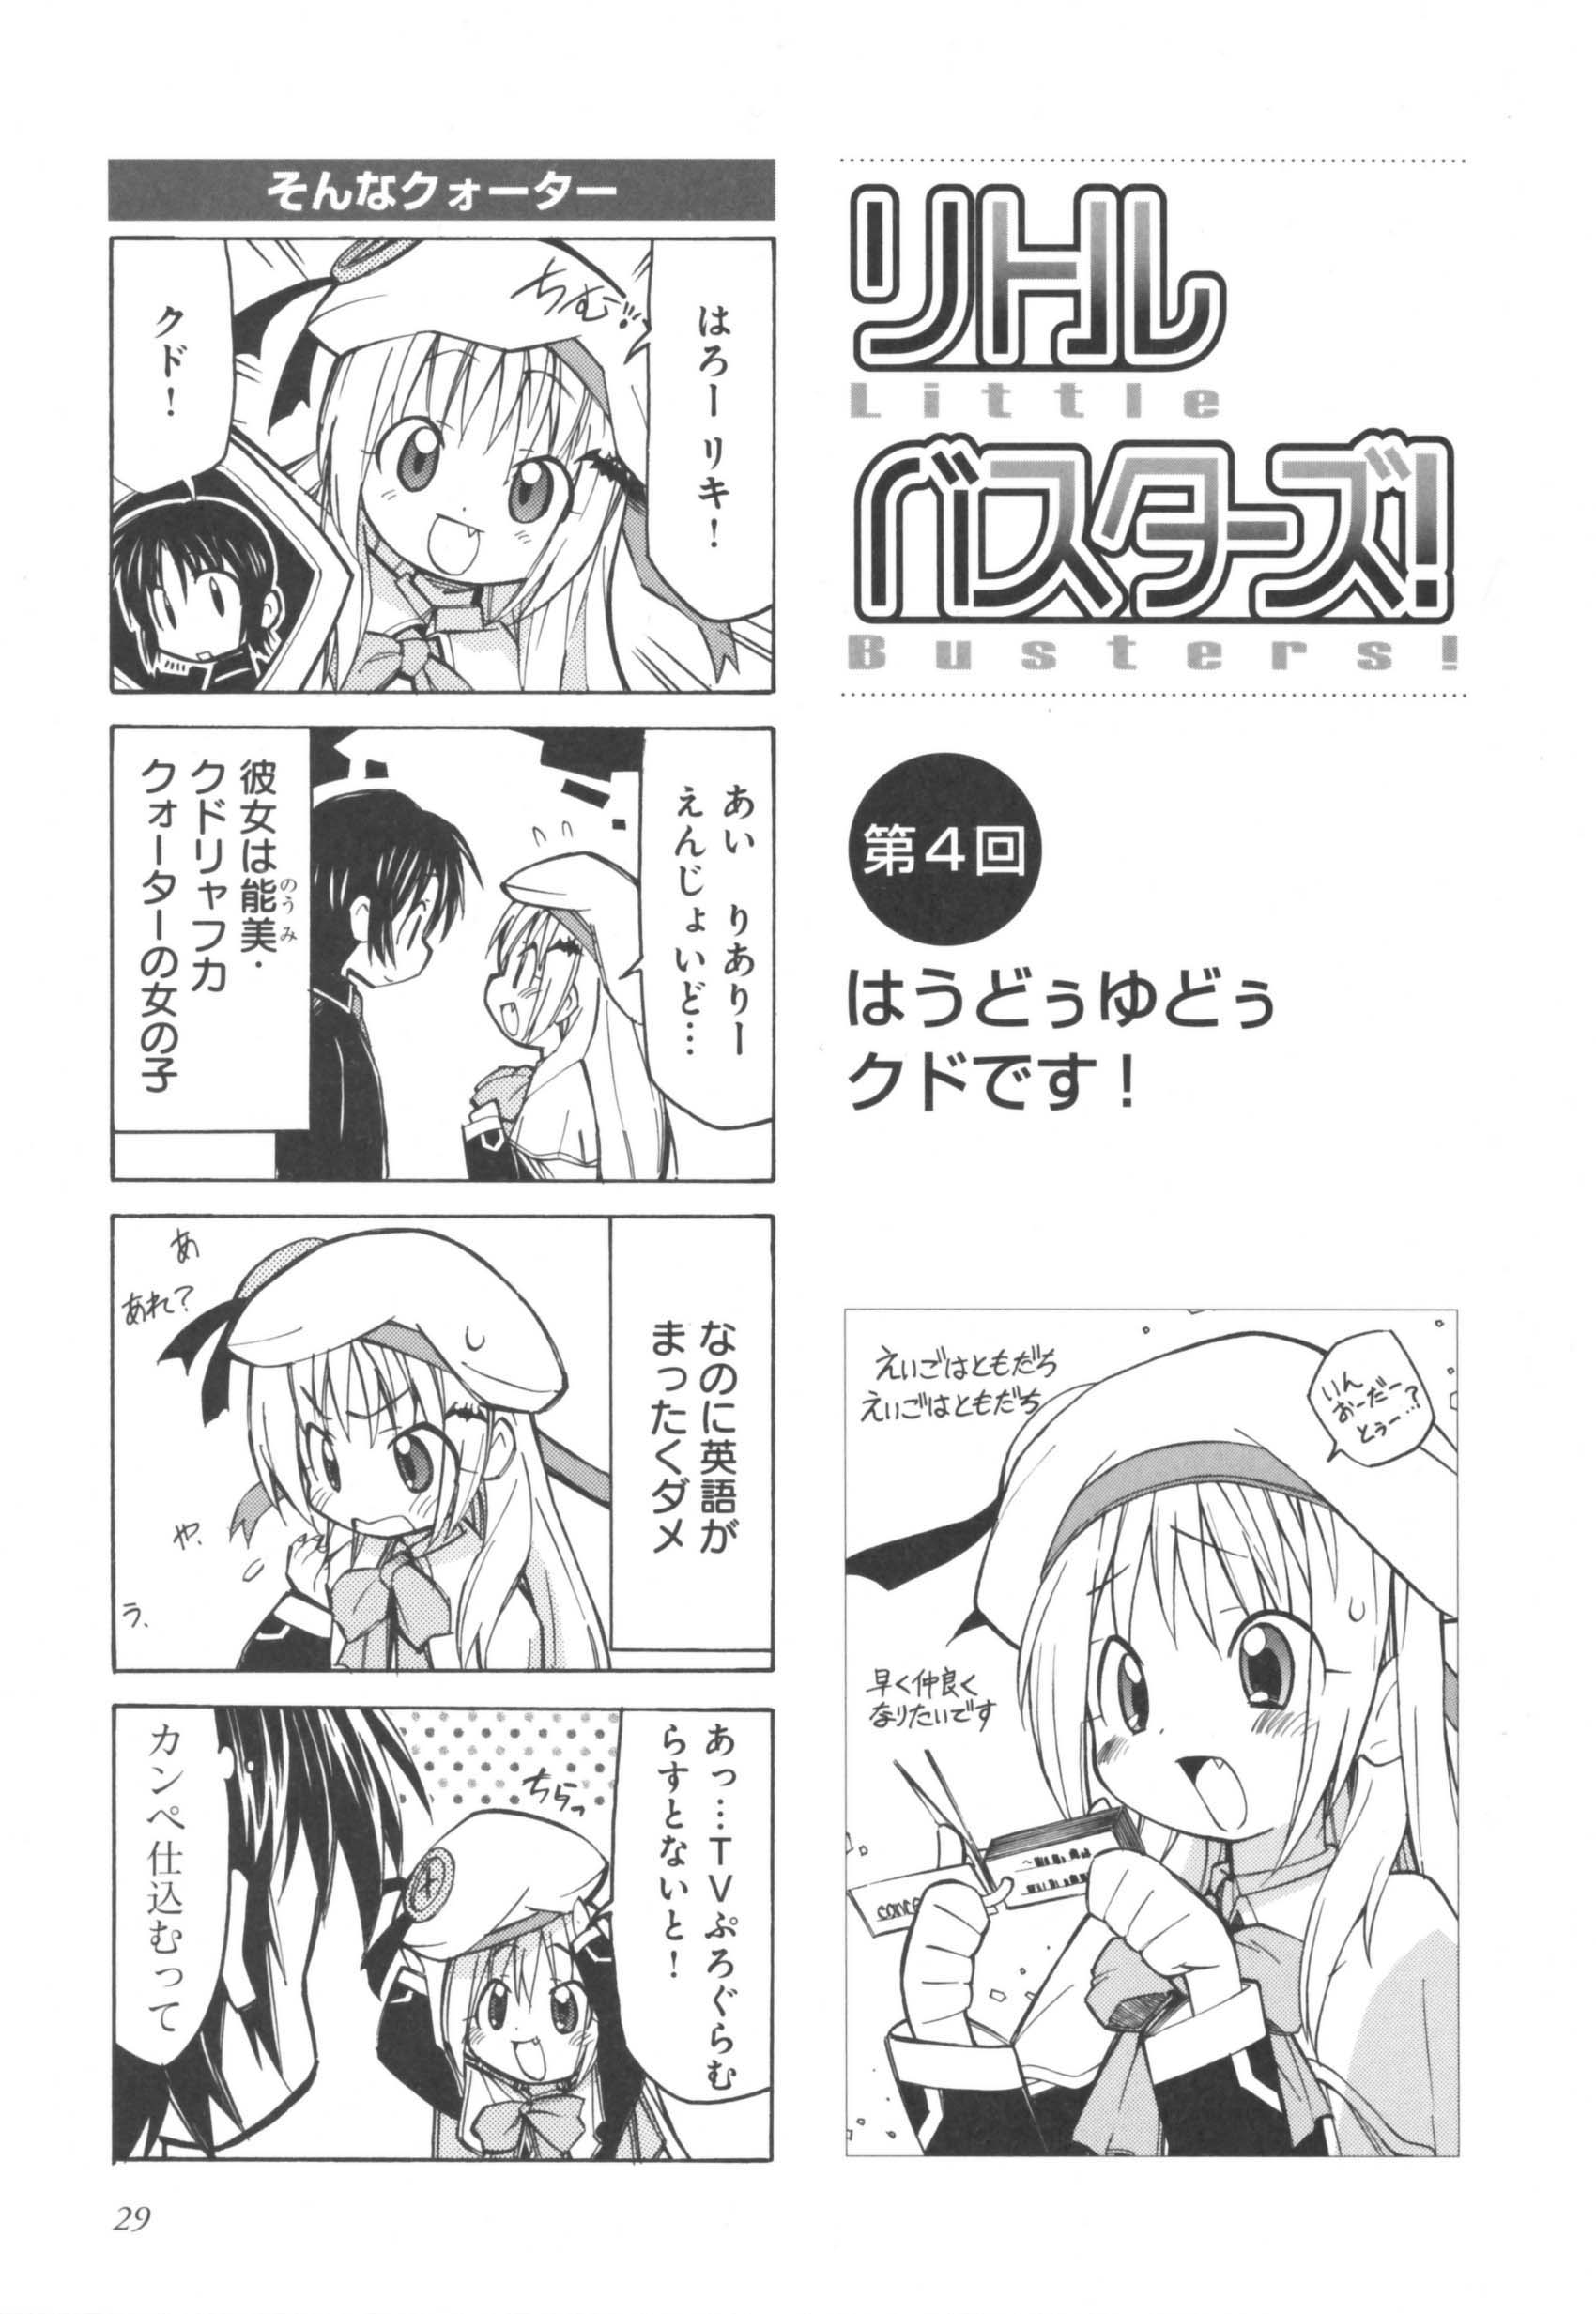 リトル
Little
バスターズ!
Busters!
第4回
はうどぅゆどぅ
クドです!
えいごはともだち
えいごはともだち
いん
おーだー
とぅー…?
早く仲良く
なりたいです
conce
そんなクォーター
はろー リキ!
ちむ!!
クド!
あい りありー
えんじょいど…
彼女は能美・
のうみ
クドリャフカ
クォーターの女の子
なのに英語が
まったくダメ
あ
あれ?
や、
う、
あっ…TVぷろぐらむ
らすとないと!
ちらっ
カンペ仕込むって
29